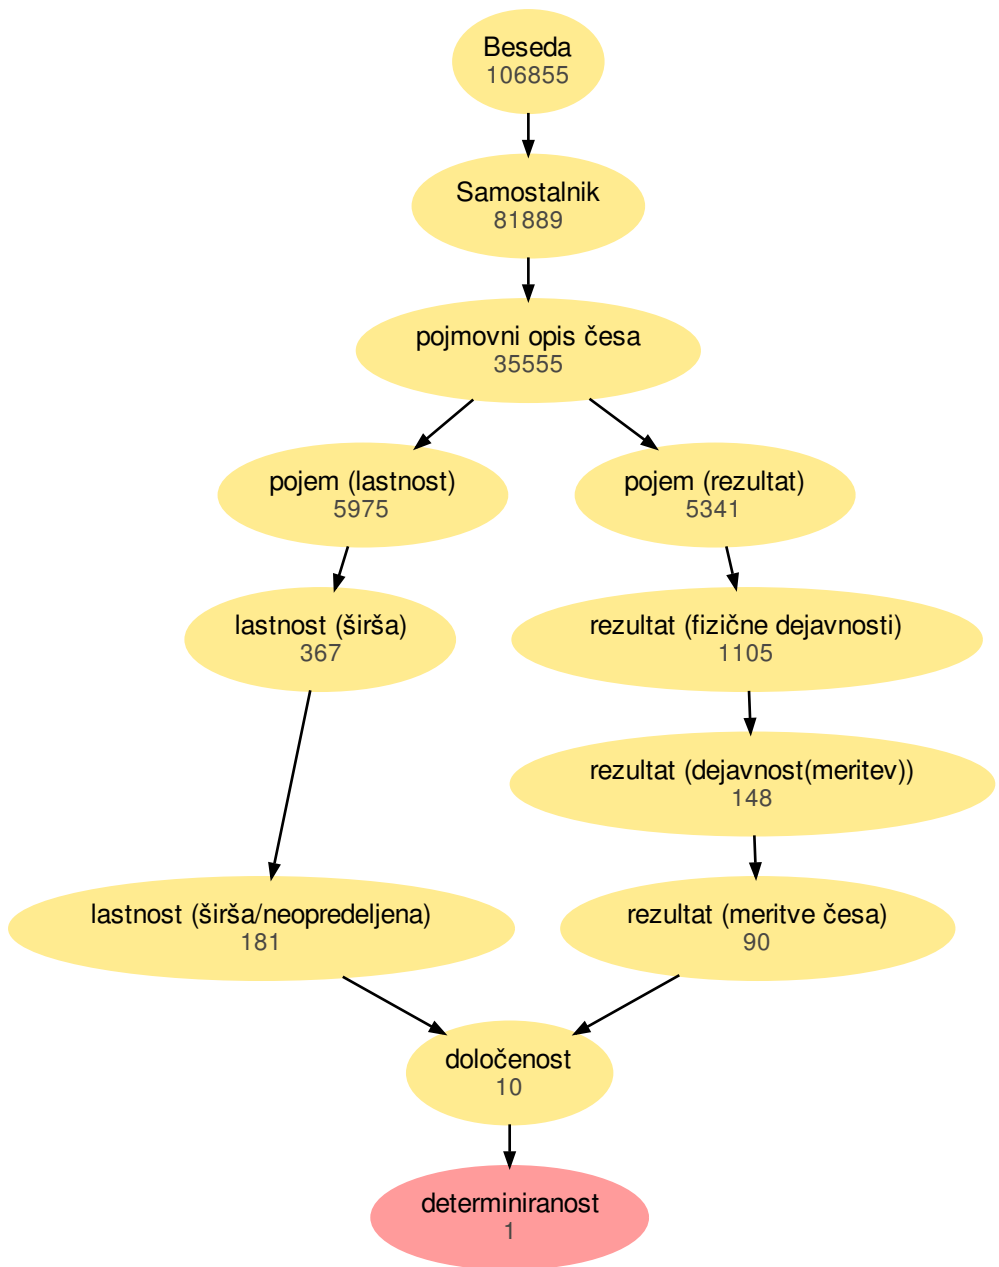 Beseda
106855
Samostalnik
81889
pojmovni opis česa
35555
pojem (lastnost)
5975
pojem (rezultat)
5341
lastnost (širša)
367
rezultat (fizične dejavnosti)
1105
rezultat (dejavnost(meritev))
148
lastnost (širša/neopredeljena)
181
rezultat (meritve česa)
90
določenost
10
determiniranost
1